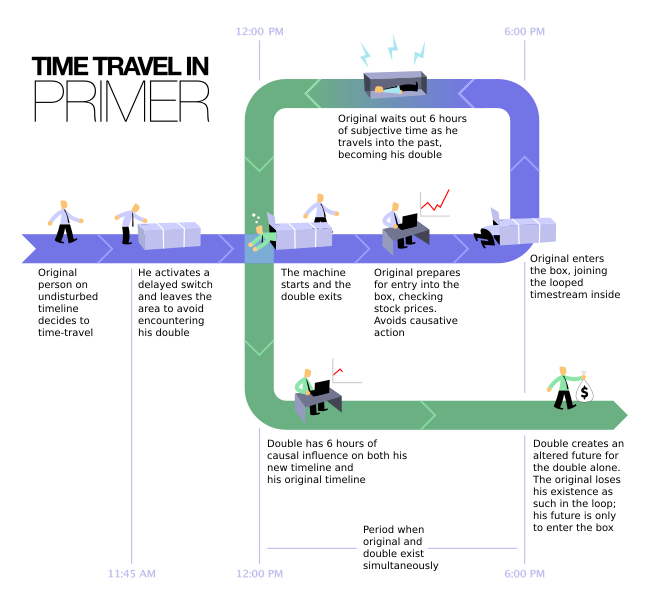 12:00 PM
6:00 PM
TIME TRAVEL IN
PRIMER
Original waits out 6 hours
of subjective time as he
travels into the past,
becoming his double
Original
person on
undisturbed
timeline
decides to
time-travel
He activates a
delayed switch
and leaves the
area to avoid
encountering
his double
The machine
starts and the
double exits
Original prepares
for entry into the
box, checking
stock prices.
Avoids causative
action
Original enters
the box, joining
the looped
timestream inside
$
Double has 6 hours of
causal influence on both his
new timeline and
his original timeline
Double creates an
altered future for
the double alone.
The original loses
his existence as
such in the loop;
his future is only
to enter the box
Period when
original and
double exist
simultaneously
11:45 AM
12:00 PM
6:00 PM